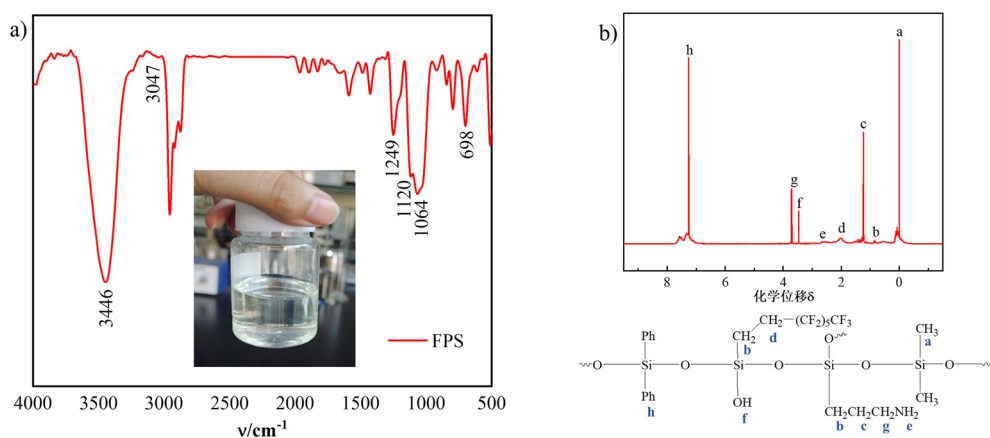 a)
3446
3047
1249
1120
1064
698
FPS
4000 3500 3000 2500 2000 1500 1000 500
ν/cm⁻¹
b)
a
h
c
g
f
e
d
b
8 6 4 2 0
化学位移δ
CH₂—(CF₂)₅CF₃
d
Ph CH₂ O CH₃
b a
O Si O Si O Si O Si O
Ph OH CH₂CH₂CH₂NH₂ CH₃
h f b c g e